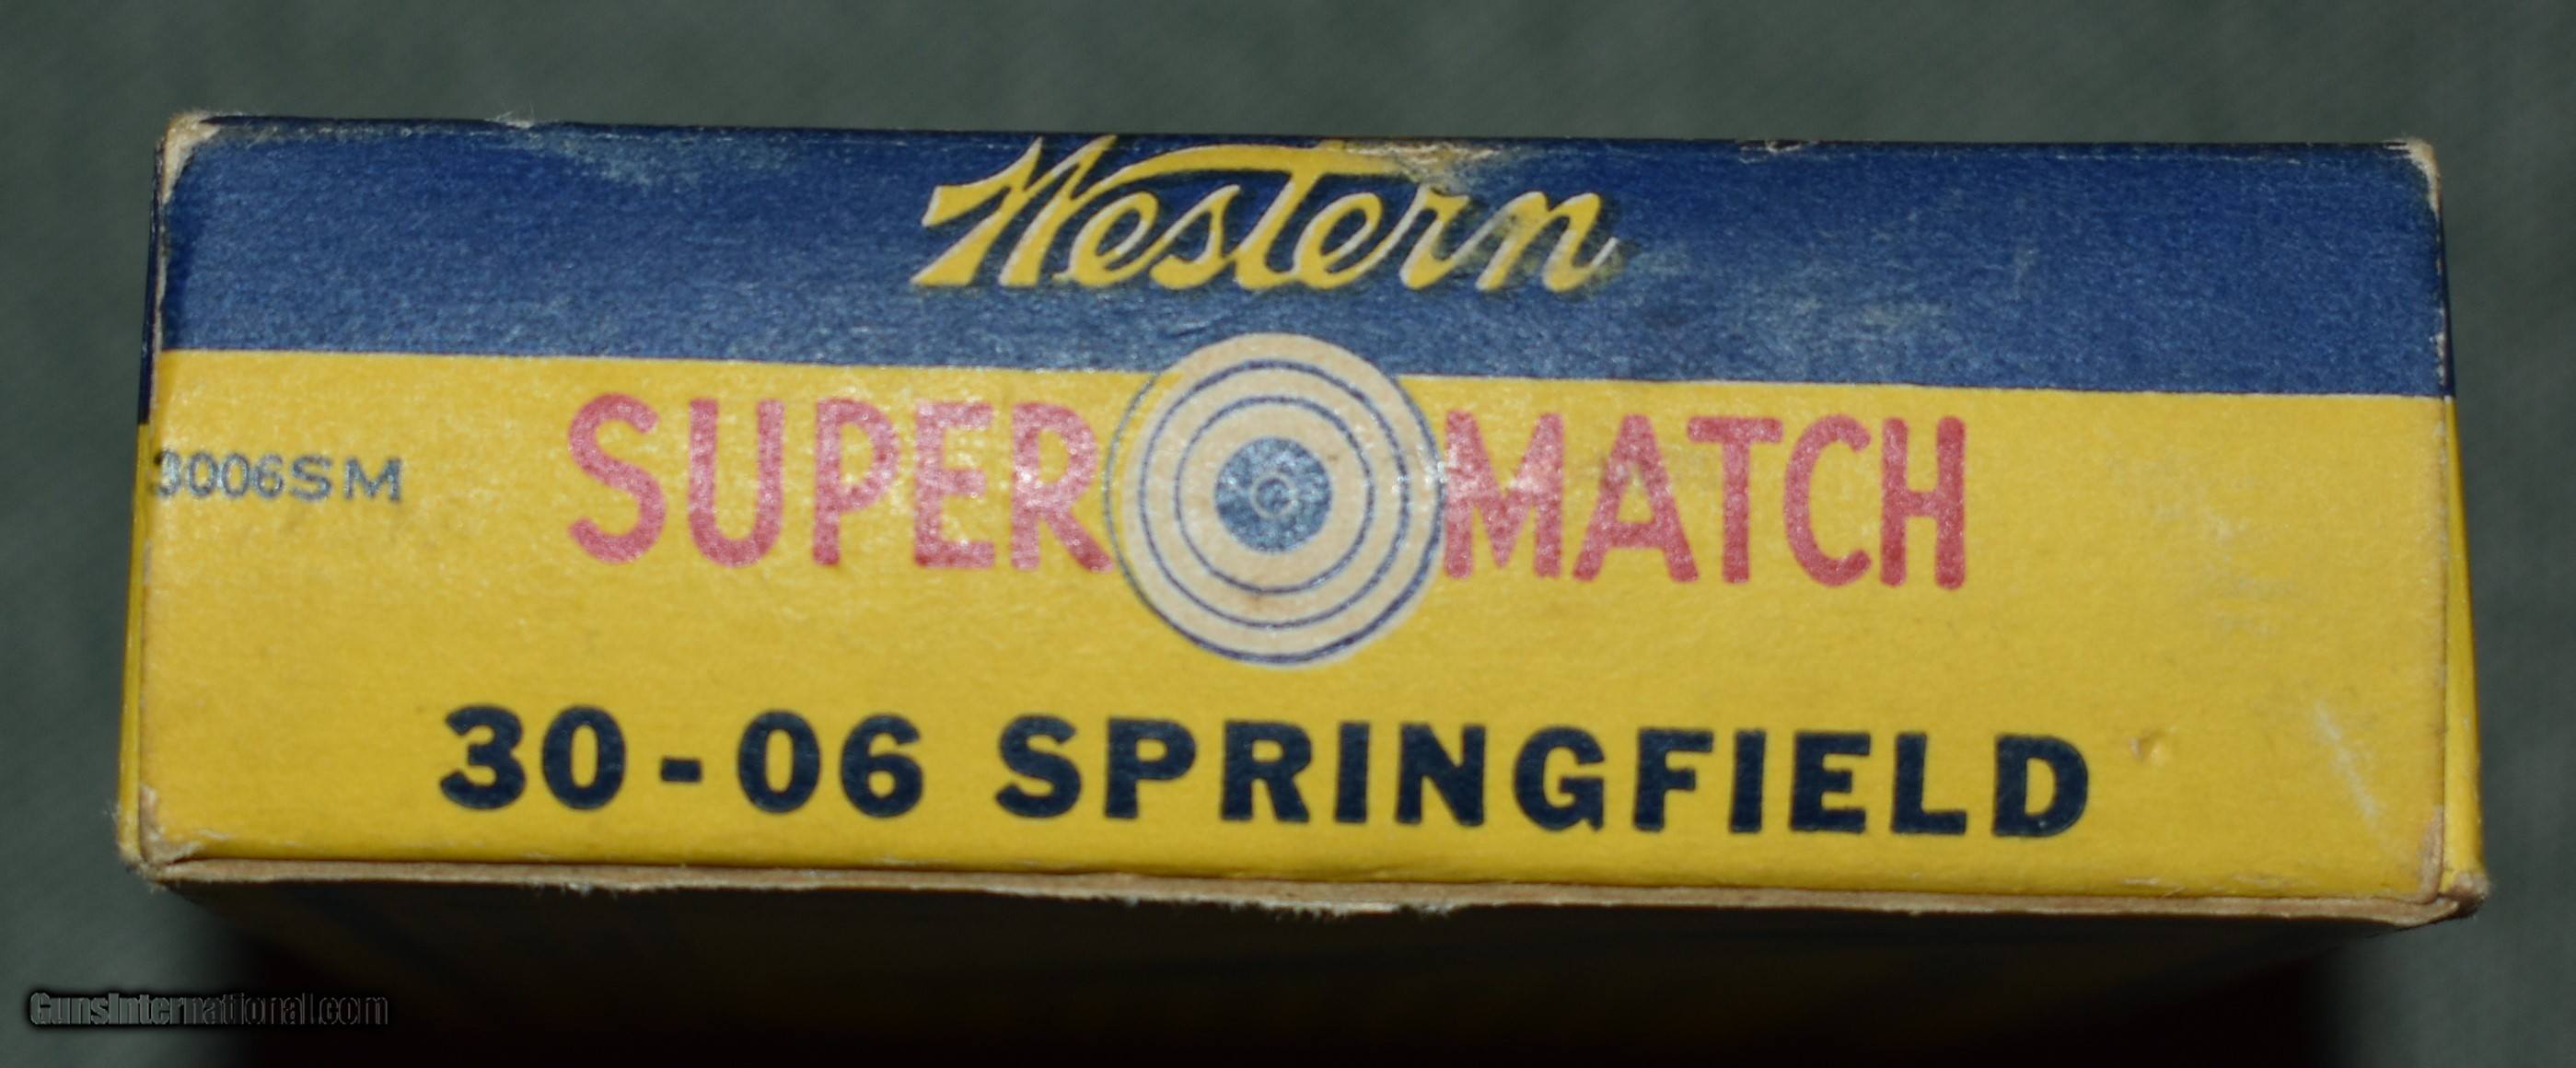 Western
SUPER MATCH
3006SM
30-06 SPRINGFIELD
GunsInternational.com